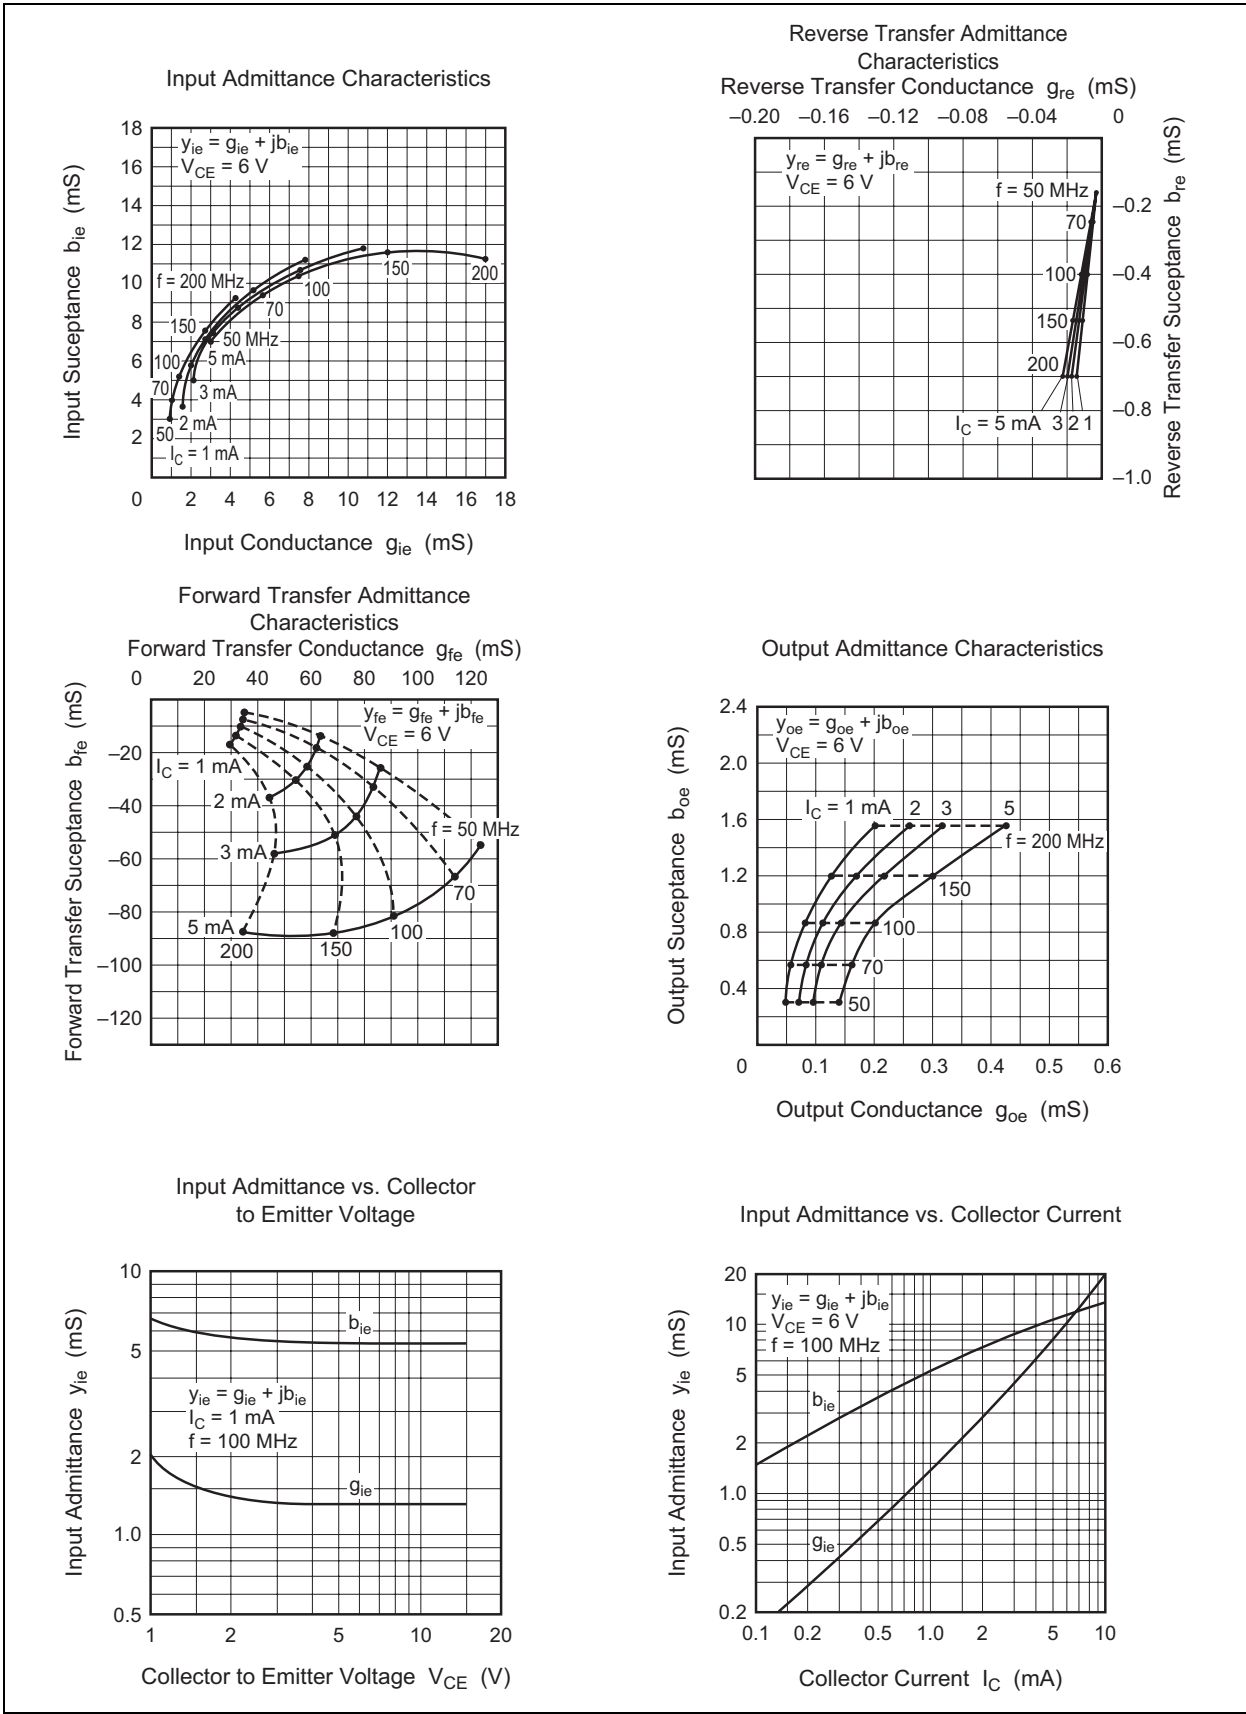 Input Admittance Characteristics
18
16
14
12
10
8
6
4
2
0
2 4 6 8 10 12 14 16 18
Input Suceptance b_ie (mS)
Input Conductance g_ie (mS)
y_ie = g_ie + jb_ie
V_CE = 6 V
f = 200 MHz
150
100
70
50
50 MHz
70
100
150
200
5 mA
3 mA
2 mA
I_C = 1 mA
Reverse Transfer Admittance
Characteristics
Reverse Transfer Conductance g_re (mS)
–0.20 –0.16 –0.12 –0.08 –0.04 0
y_re = g_re + jb_re
V_CE = 6 V
f = 50 MHz
70
100
150
200
I_C = 5 mA 3 2 1
–0.2
–0.4
–0.6
–0.8
–1.0
Reverse Transfer Suceptance b_re (mS)
Forward Transfer Admittance
Characteristics
Forward Transfer Conductance g_fe (mS)
0 20 40 60 80 100 120
y_fe = g_fe + jb_fe
V_CE = 6 V
–20
–40
–60
–80
–100
–120
Forward Transfer Suceptance b_fe (mS)
I_C = 1 mA
2 mA
3 mA
5 mA
f = 50 MHz
70
100
150
200
Output Admittance Characteristics
2.4
2.0
1.6
1.2
0.8
0.4
0
0.1 0.2 0.3 0.4 0.5 0.6
Output Suceptance b_oe (mS)
Output Conductance g_oe (mS)
y_oe = g_oe + jb_oe
V_CE = 6 V
I_C = 1 mA 2 3 5
f = 200 MHz
150
100
70
50
Input Admittance vs. Collector
to Emitter Voltage
10
5
2
1.0
0.5
1 2 5 10 20
Input Admittance y_ie (mS)
Collector to Emitter Voltage V_CE (V)
b_ie
y_ie = g_ie + jb_ie
I_C = 1 mA
f = 100 MHz
g_ie
Input Admittance vs. Collector Current
20
10
5
2
1.0
0.5
0.2
0.1 0.2 0.5 1.0 2 5 10
Input Admittance y_ie (mS)
Collector Current I_C (mA)
y_ie = g_ie + jb_ie
V_CE = 6 V
f = 100 MHz
b_ie
g_ie